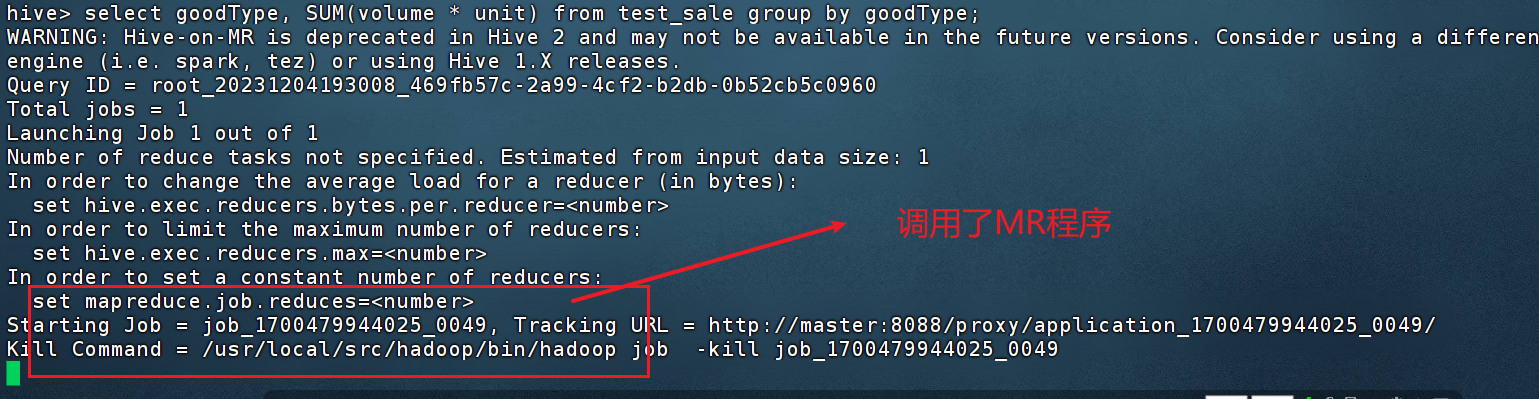 hive> select goodType, SUM(volume * unit) from test_sale group by goodType;
WARNING: Hive-on-MR is deprecated in Hive 2 and may not be available in the future versions. Consider using a differen
engine (i.e. spark, tez) or using Hive 1.X releases.
Query ID = root_20231204193008_469fb57c-2a99-4cf2-b2db-0b52cb5c0960
Total jobs = 1
Launching Job 1 out of 1
Number of reduce tasks not specified. Estimated from input data size: 1
In order to change the average load for a reducer (in bytes):
  set hive.exec.reducers.bytes.per.reducer=<number>
In order to limit the maximum number of reducers:
调用了MR程序
  set hive.exec.reducers.max=<number>
In order to set a constant number of reducers:
  set mapreduce.job.reduces=<number>
Starting Job = job_1700479944025_0049, Tracking URL = http://master:8088/proxy/application_1700479944025_0049/
Kill Command = /usr/local/src/hadoop/bin/hadoop job  -kill job_1700479944025_0049